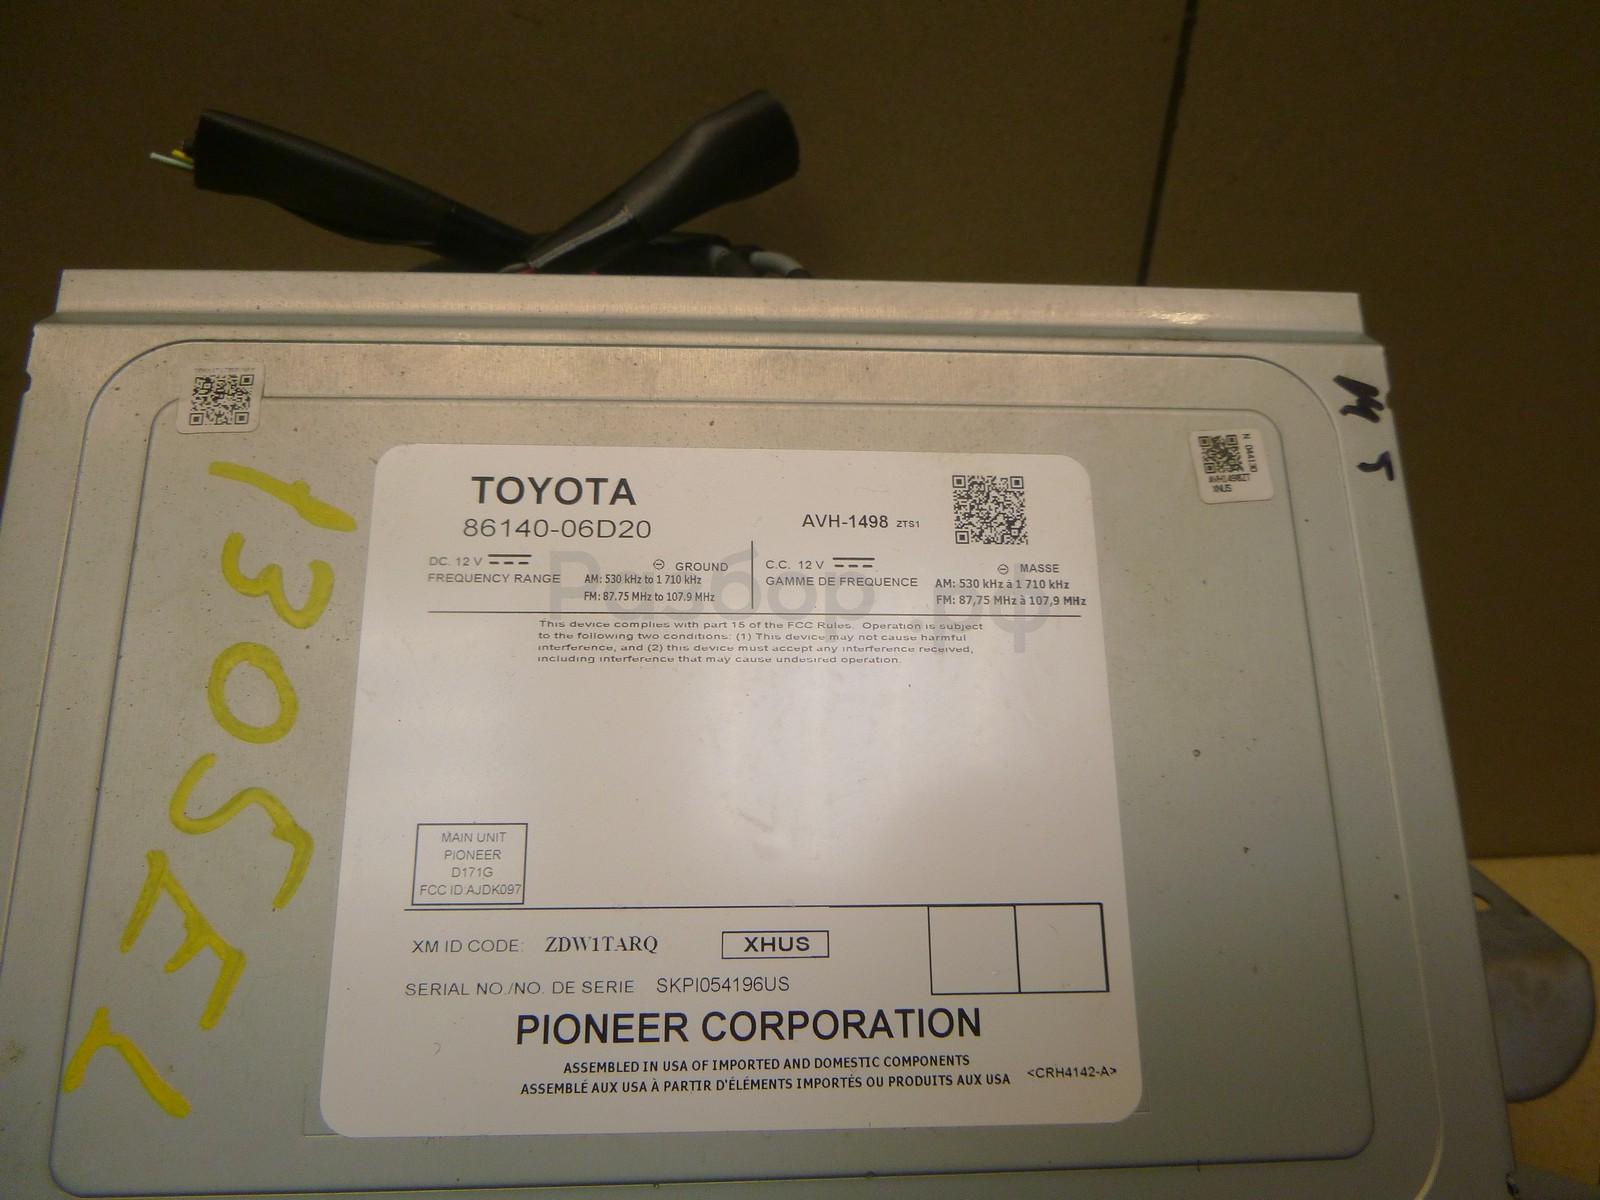 TOYOTA
86140-06D20
AVH-1498 ZTS1
DC. 12 V
GROUND
FREQUENCY RANGE
AM: 530 kHz to 1 710 kHz
FM: 87.75 MHz to 107.9 MHz
C.C. 12 V
MASSE
GAMME DE FREQUENCE
AM: 530 kHz à 1 710 kHz
FM: 87,75 MHz à 107,9 MHz
Разбор.рф
This device complies with part 15 of the FCC Rules. Operation is subject
to the following two conditions: (1) This device may not cause harmful
interference, and (2) this device must accept any interference received,
including interference that may cause undesired operation.
MAIN UNIT
PIONEER
D171G
FCC ID:AJDK097
XM ID CODE: ZDW1TARQ
XHUS
SERIAL NO./NO. DE SERIE SKPI054196US
PIONEER CORPORATION
ASSEMBLED IN USA OF IMPORTED AND DOMESTIC COMPONENTS
ASSEMBLÉ AUX USA À PARTIR D'ÉLÉMENTS IMPORTÉS OU PRODUITS AUX USA
<CRH4142-A>
AVH1498ZT
XNUS